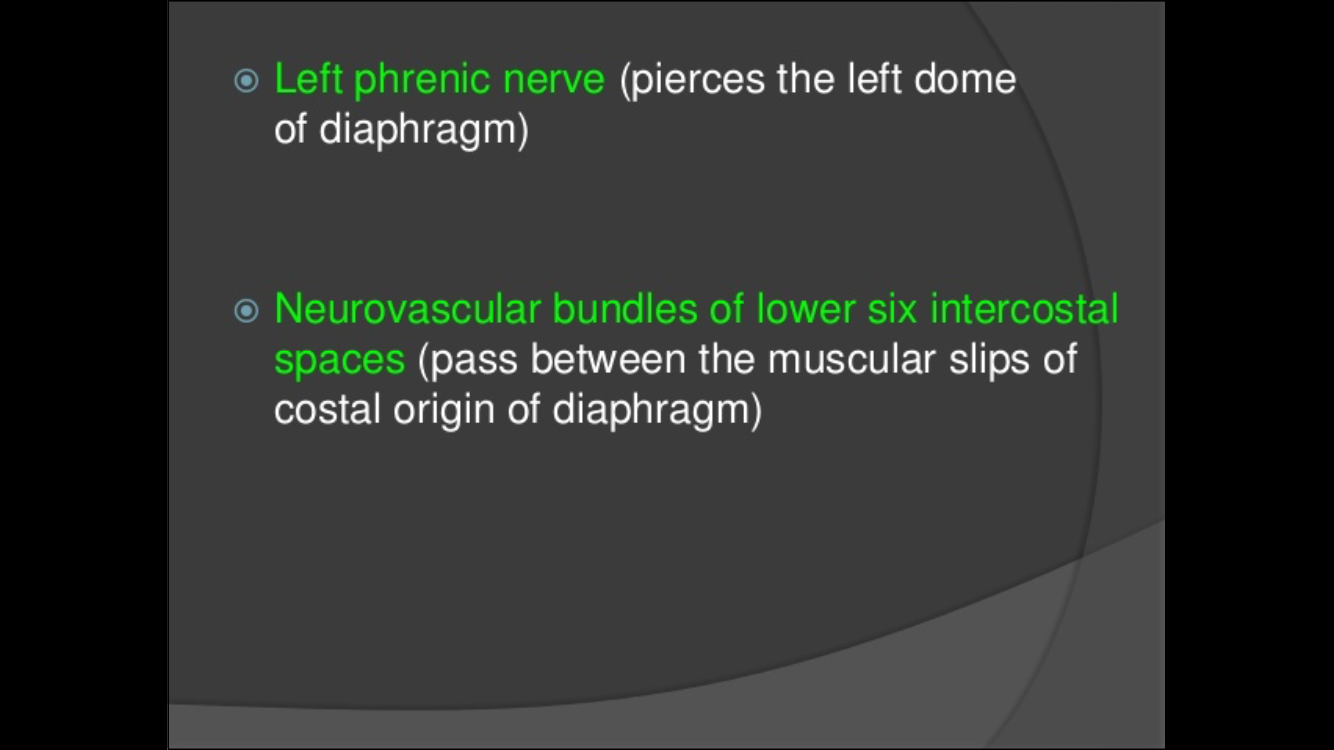 Left phrenic nerve (pierces the left dome
of diaphragm)
Neurovascular bundles of lower six intercostal
spaces (pass between the muscular slips of
costal origin of diaphragm)